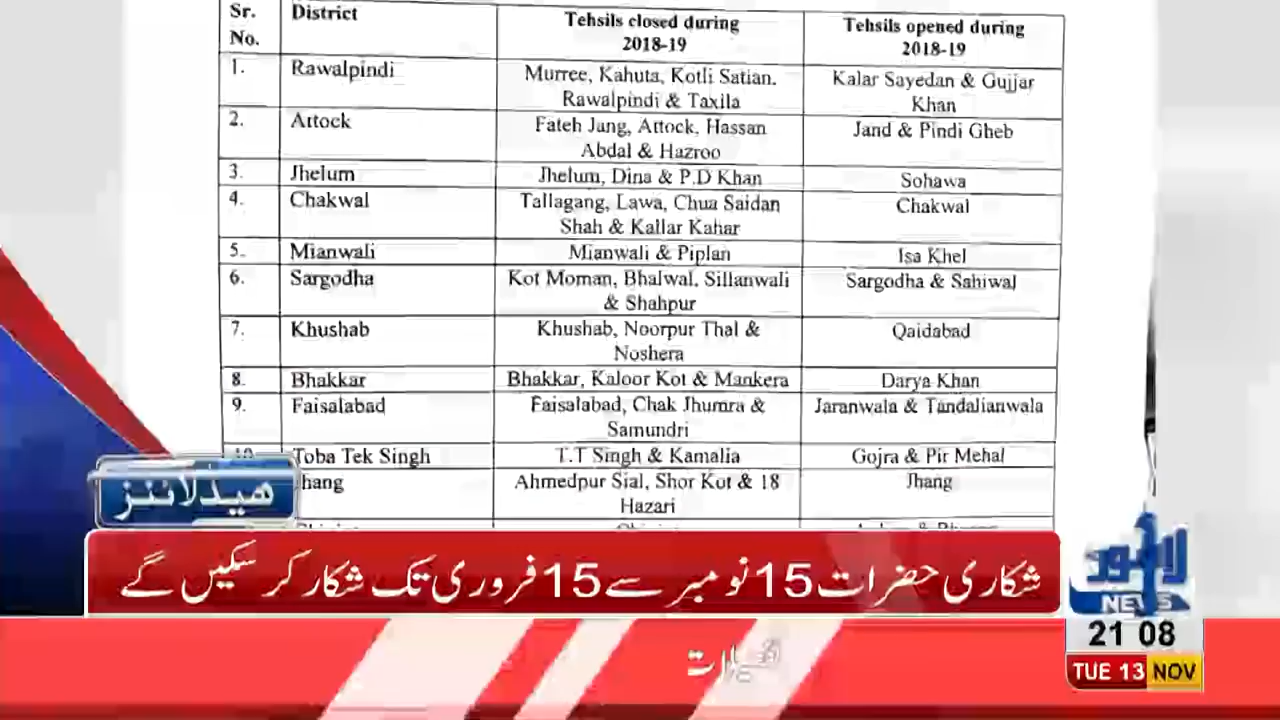 Sr. No. District Tehsils closed during 2018-19 Tehsils opened during 2018-19
1. Rawalpindi Murree, Kahuta, Kotli Satian. Rawalpindi & Taxila Kalar Sayedan & Gujjar Khan
2. Attock Fateh Jang, Attock, Hassan Abdal & Hazroo Jand & Pindi Gheb
3. Jhelum Jhelum, Dina & P.D Khan Sohawa
4. Chakwal Tallagang, Lawa, Chua Saidan Shah & Kallar Kahar Chakwal
5. Mianwali Mianwali & Piplan Isa Khel
6. Sargodha Kot Moman, Bhalwal, Sillanwali & Shahpur Sargodha & Sahiwal
7. Khushab Khushab, Noorpur Thal & Noshera Qaidabad
8. Bhakkar Bhakkar, Kaloor Kot & Mankera Darya Khan
9. Faisalabad Faisalabad, Chak Jhumra & Samundri Jaranwala & Tandalianwala
Toba Tek Singh T.T Singh & Kamalia Gojra & Pir Mehal
hang Ahmedpur Sial, Shor Kot & 18 Hazari Jhang
ہیڈلائنز
شکاری حضرات 15 نومبر سے 15 فروری تک شکار کر سکیں گے
لاہور
NEWS
21 08
TUE 13 NOV